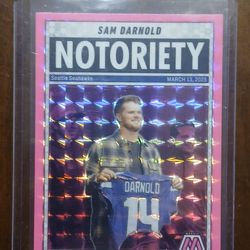 SAM DARNOLD
NOTORIETY
Seattle Seahawks
MARCH 13, 2025
DARNOLD
14